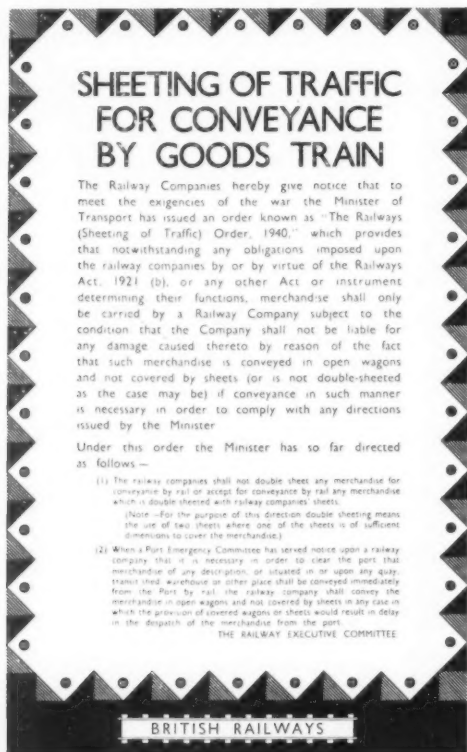 SHEETING OF TRAFFIC
FOR CONVEYANCE
BY GOODS TRAIN
The Railway Companies hereby give notice that to
meet the exigencies of the war the Minister of
Transport has issued an order known as "The Railways
(Sheeting of Traffic) Order, 1940," which provides
that notwithstanding any obligations imposed upon
the railway companies by or by virtue of the Railways
Act, 1921 (b), or any other Act or instrument
determining their functions, merchandise shall only
be carried by a Railway Company subject to the
condition that the Company shall not be liable for
any damage caused thereto by reason of the fact
that such merchandise is conveyed in open wagons
and not covered by sheets (or is not double-sheeted
as the case may be) if conveyance in such manner
is necessary in order to comply with any directions
issued by the Minister
Under this order the Minister has so far directed
as follows —
(1) The railway companies shall not double sheet any merchandise for
conveyance by rail or accept for conveyance by rail any merchandise
which is double sheeted with railway companies' sheets.
(Note —For the purpose of this direction double sheeting means
the use of two sheets where one of the sheets is of sufficient
dimensions to cover the merchandise.)
(2) When a Port Emergency Committee has served notice upon a railway
company that it is necessary in order to clear the port that
merchandise of any description, or situated in or upon any quay,
transit shed, warehouse or other place shall be conveyed immediately
from the Port by rail, the railway company shall convey the
merchandise in open wagons and not covered by sheets in any case in
which the provision of covered wagons or sheets would result in delay
in the despatch of the merchandise from the port.
THE RAILWAY EXECUTIVE COMMITTEE
BRITISH RAILWAYS